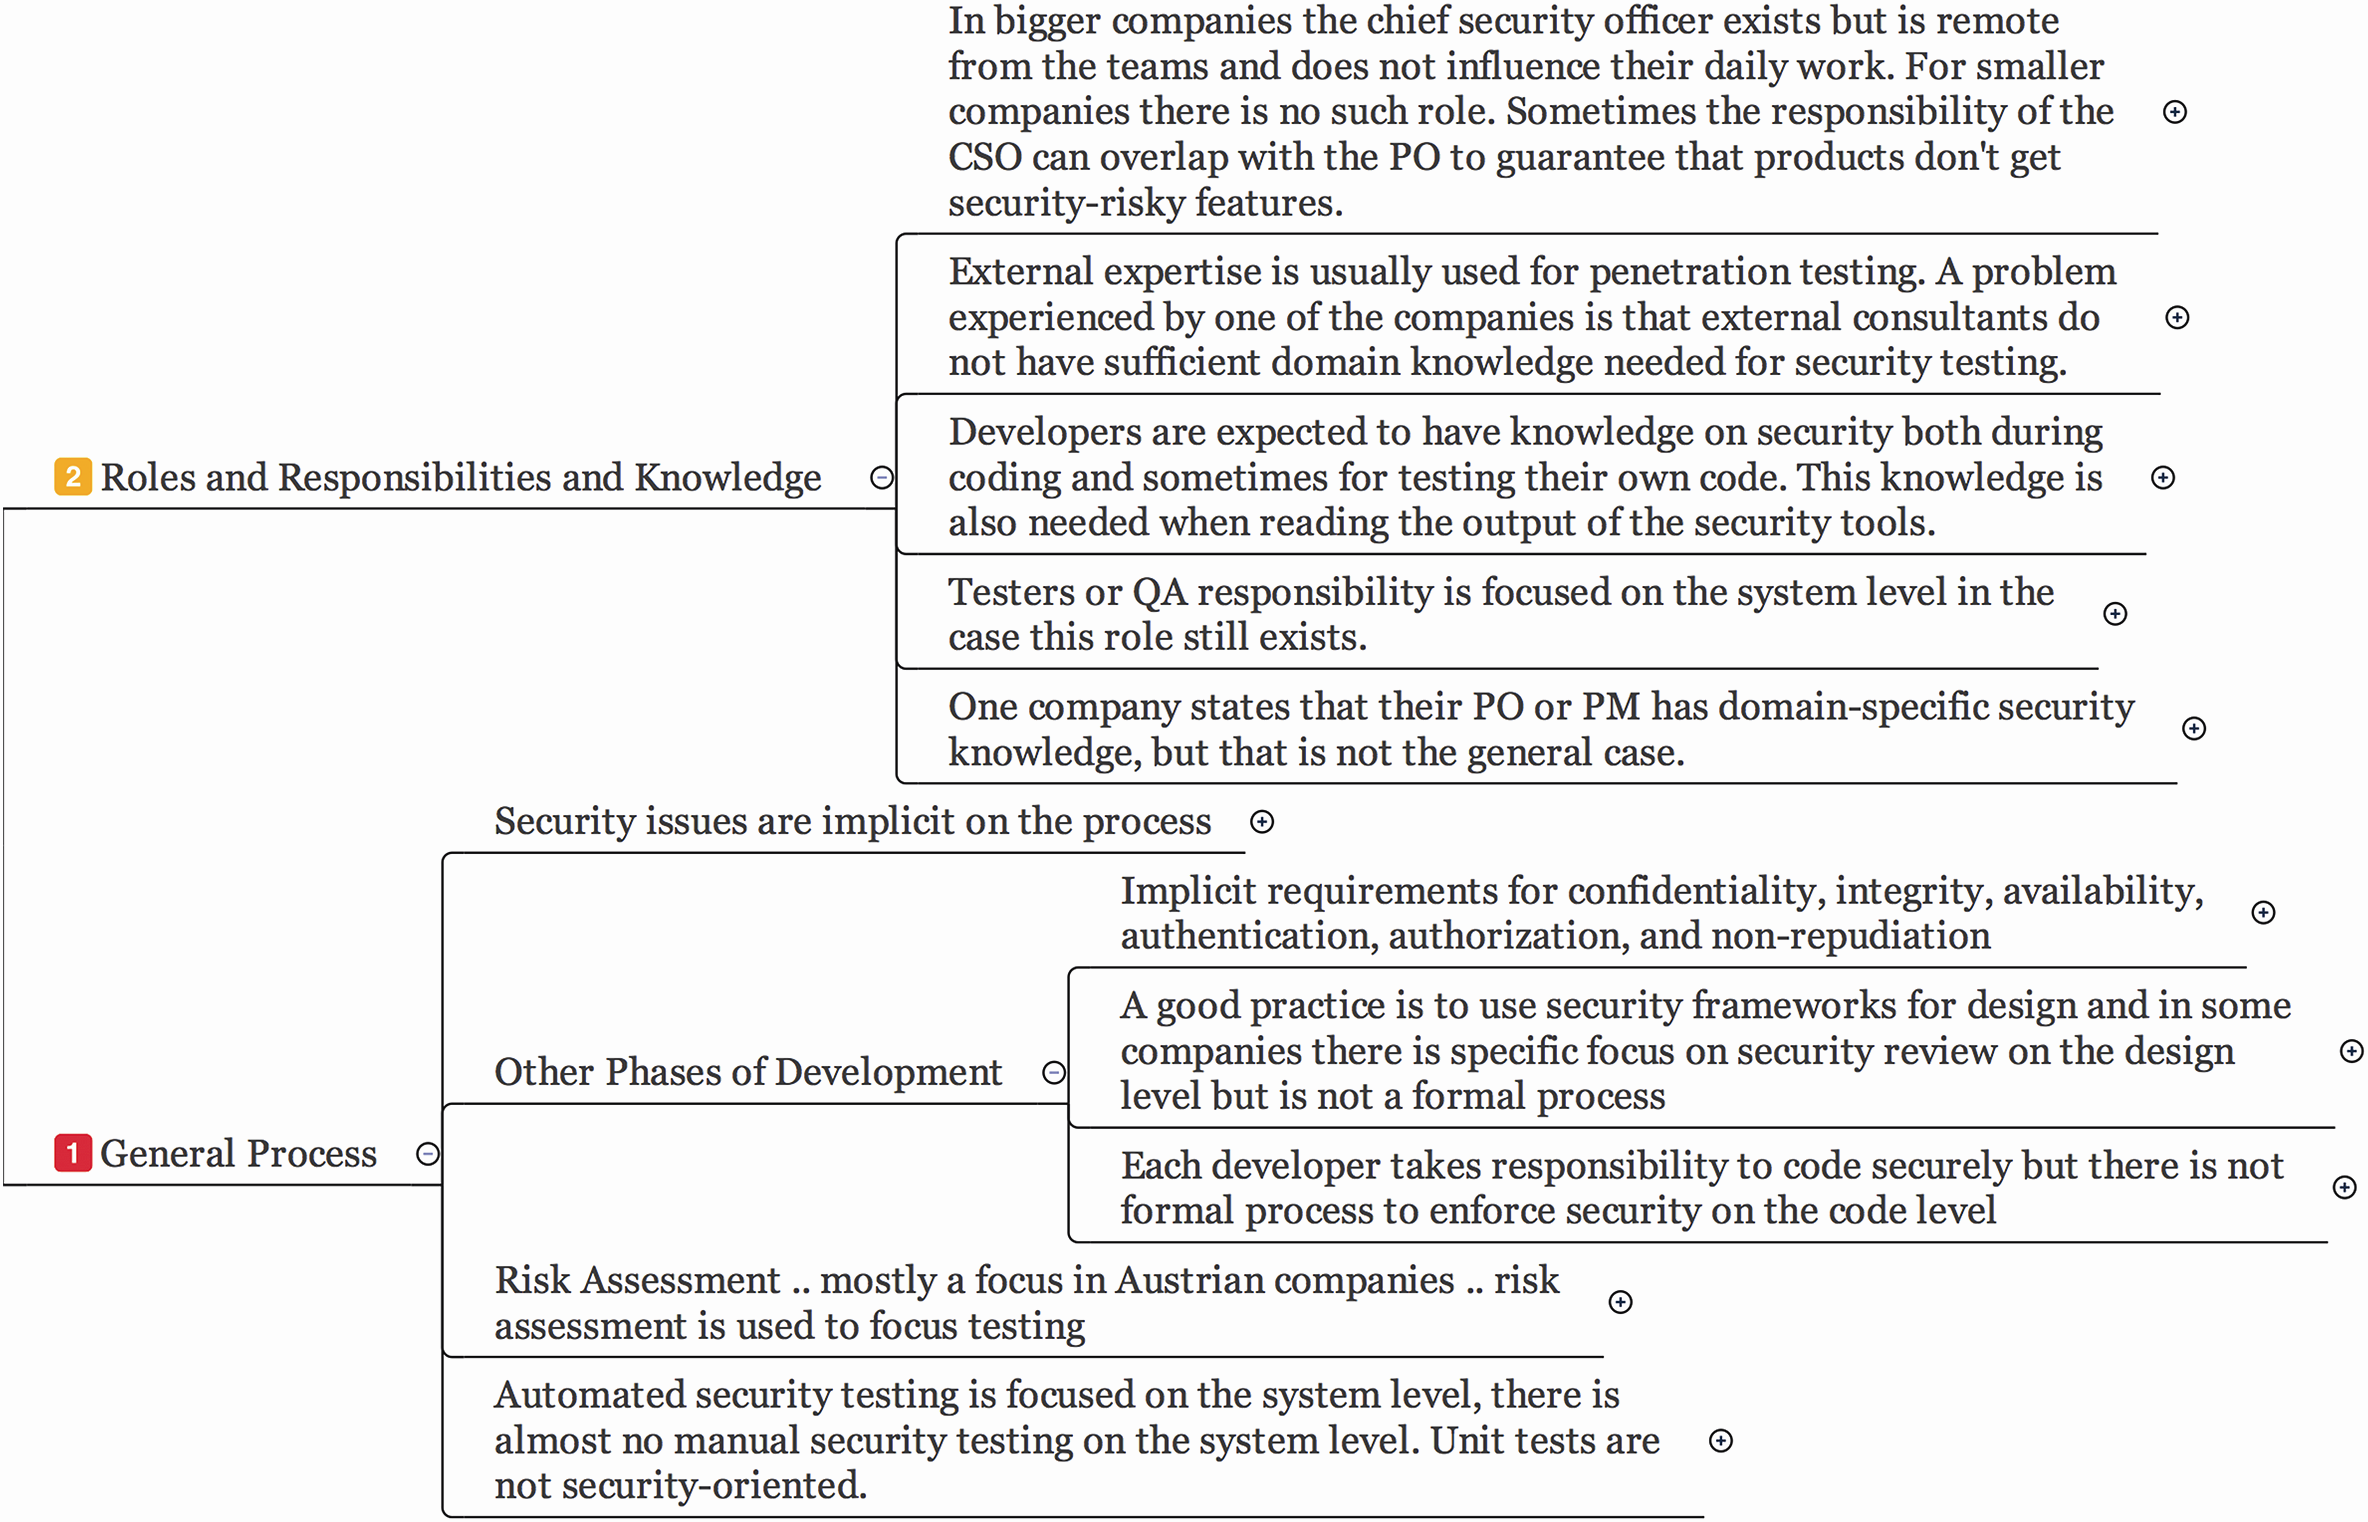 In bigger companies the chief security officer exists but is remote
from the teams and does not influence their daily work. For smaller
companies there is no such role. Sometimes the responsibility of the
CSO can overlap with the PO to guarantee that products don't get
security-risky features.
External expertise is usually used for penetration testing. A problem
experienced by one of the companies is that external consultants do
not have sufficient domain knowledge needed for security testing.
2 Roles and Responsibilities and Knowledge
Developers are expected to have knowledge on security both during
coding and sometimes for testing their own code. This knowledge is
also needed when reading the output of the security tools.
Testers or QA responsibility is focused on the system level in the
case this role still exists.
One company states that their PO or PM has domain-specific security
knowledge, but that is not the general case.
1 General Process
Security issues are implicit on the process
Other Phases of Development
Implicit requirements for confidentiality, integrity, availability,
authentication, authorization, and non-repudiation
A good practice is to use security frameworks for design and in some
companies there is specific focus on security review on the design
level but is not a formal process
Each developer takes responsibility to code securely but there is not
formal process to enforce security on the code level
Risk Assessment .. mostly a focus in Austrian companies .. risk
assessment is used to focus testing
Automated security testing is focused on the system level, there is
almost no manual security testing on the system level. Unit tests are
not security-oriented.